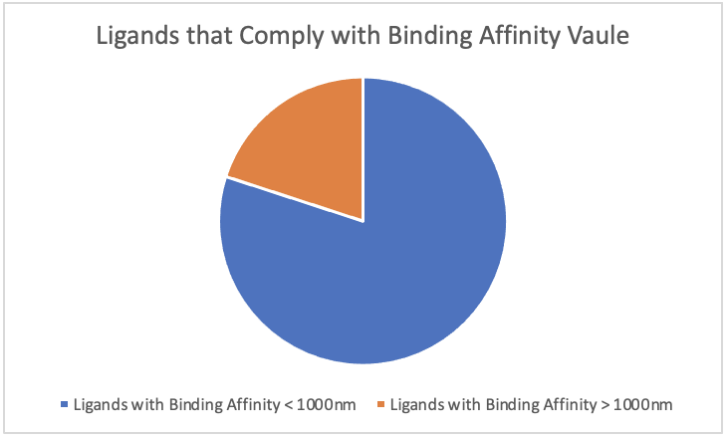 Ligands that Comply with Binding Affinity Vaule
Ligands with Binding Affinity < 1000nm
Ligands with Binding Affinity > 1000nm